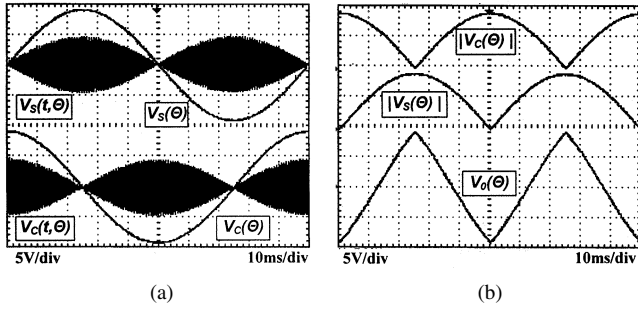 V_S(t,Θ)
V_S(Θ)
V_C(t,Θ)
V_C(Θ)
5V/div
10ms/div
(a)
|V_C(Θ)|
|V_S(Θ)|
V_0(Θ)
5V/div
10ms/div
(b)